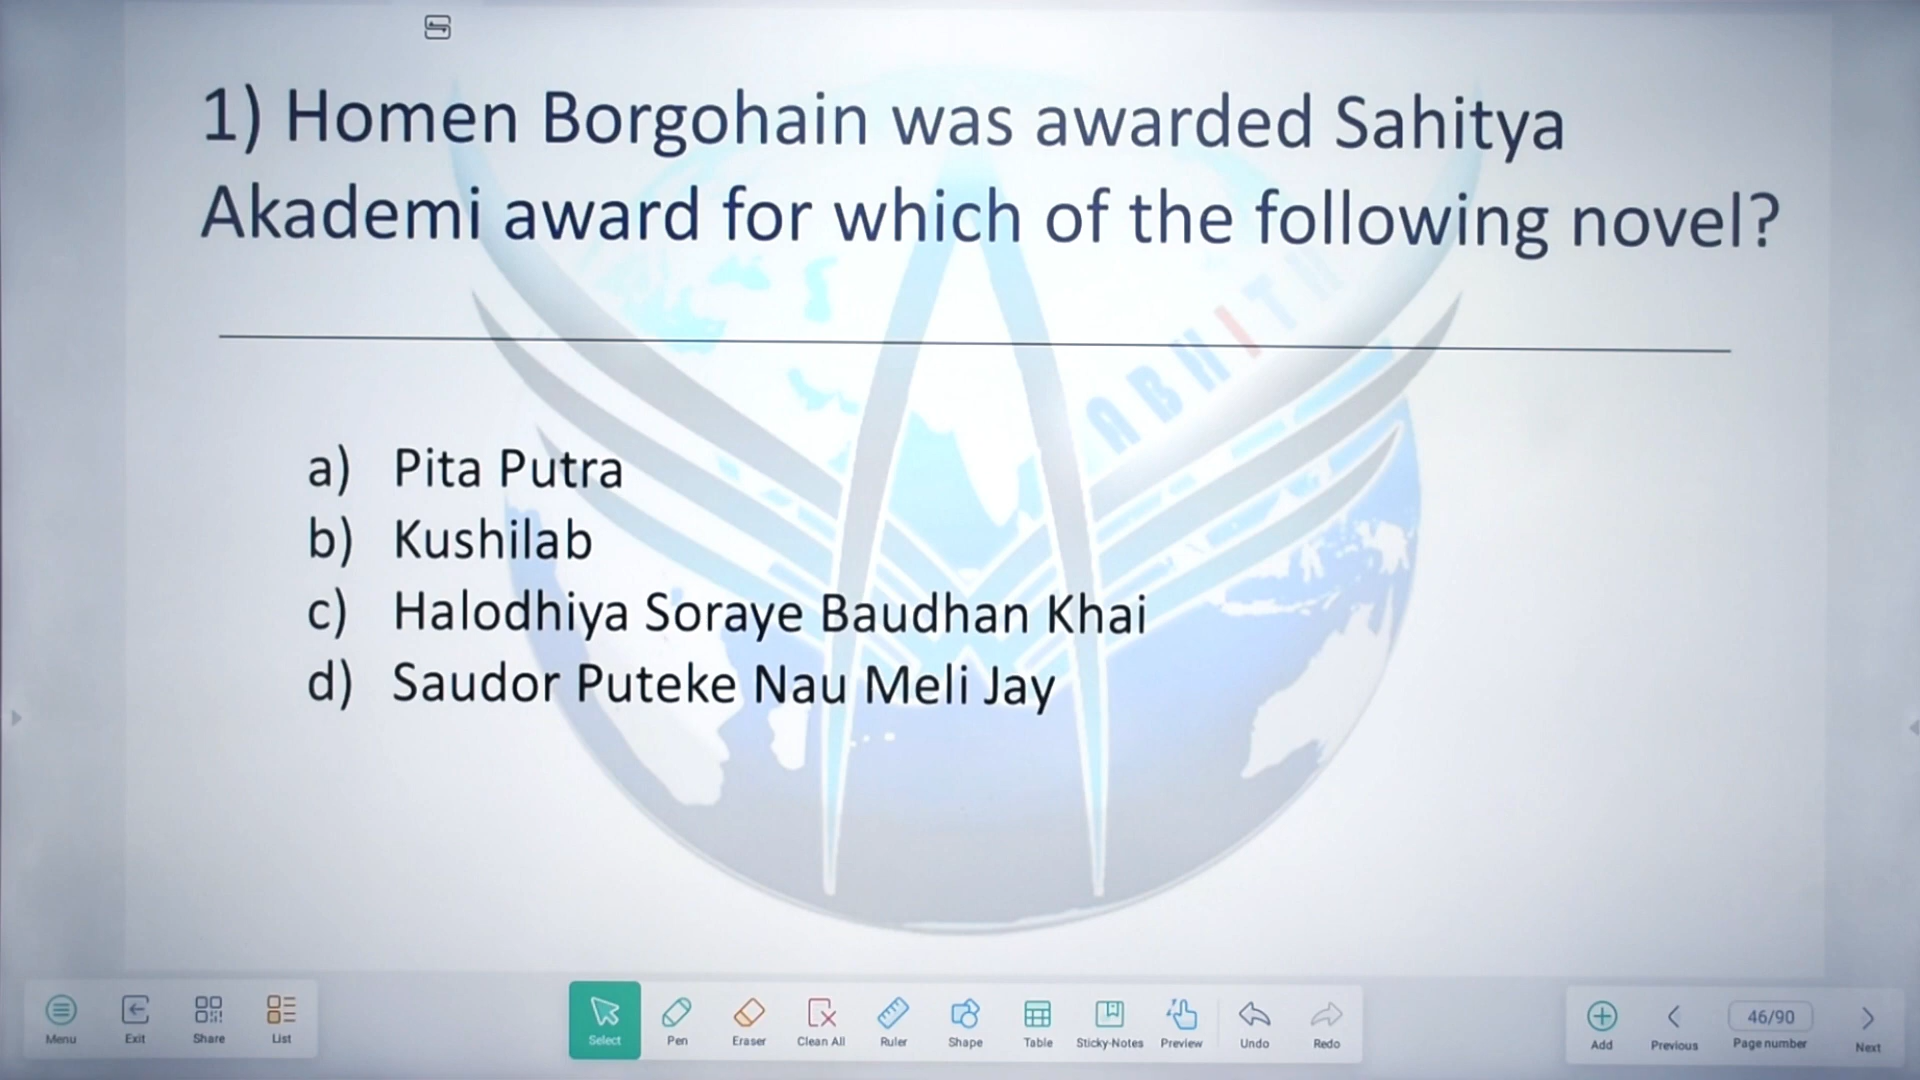 1) Homen Borgohain was awarded Sahitya
Akademi award for which of the following novel?
ABHITH
a) Pita Putra
b) Kushilab
c) Halodhiya Soraye Baudhan Khai
d) Saudor Puteke Nau Meli Jay
Menu
Exit
Share
List
Select
Pen
Eraser
Clean All
Ruler
Shape
Table
Sticky-Notes
Preview
Undo
Redo
Add
Previous
46/90
Page number
Next